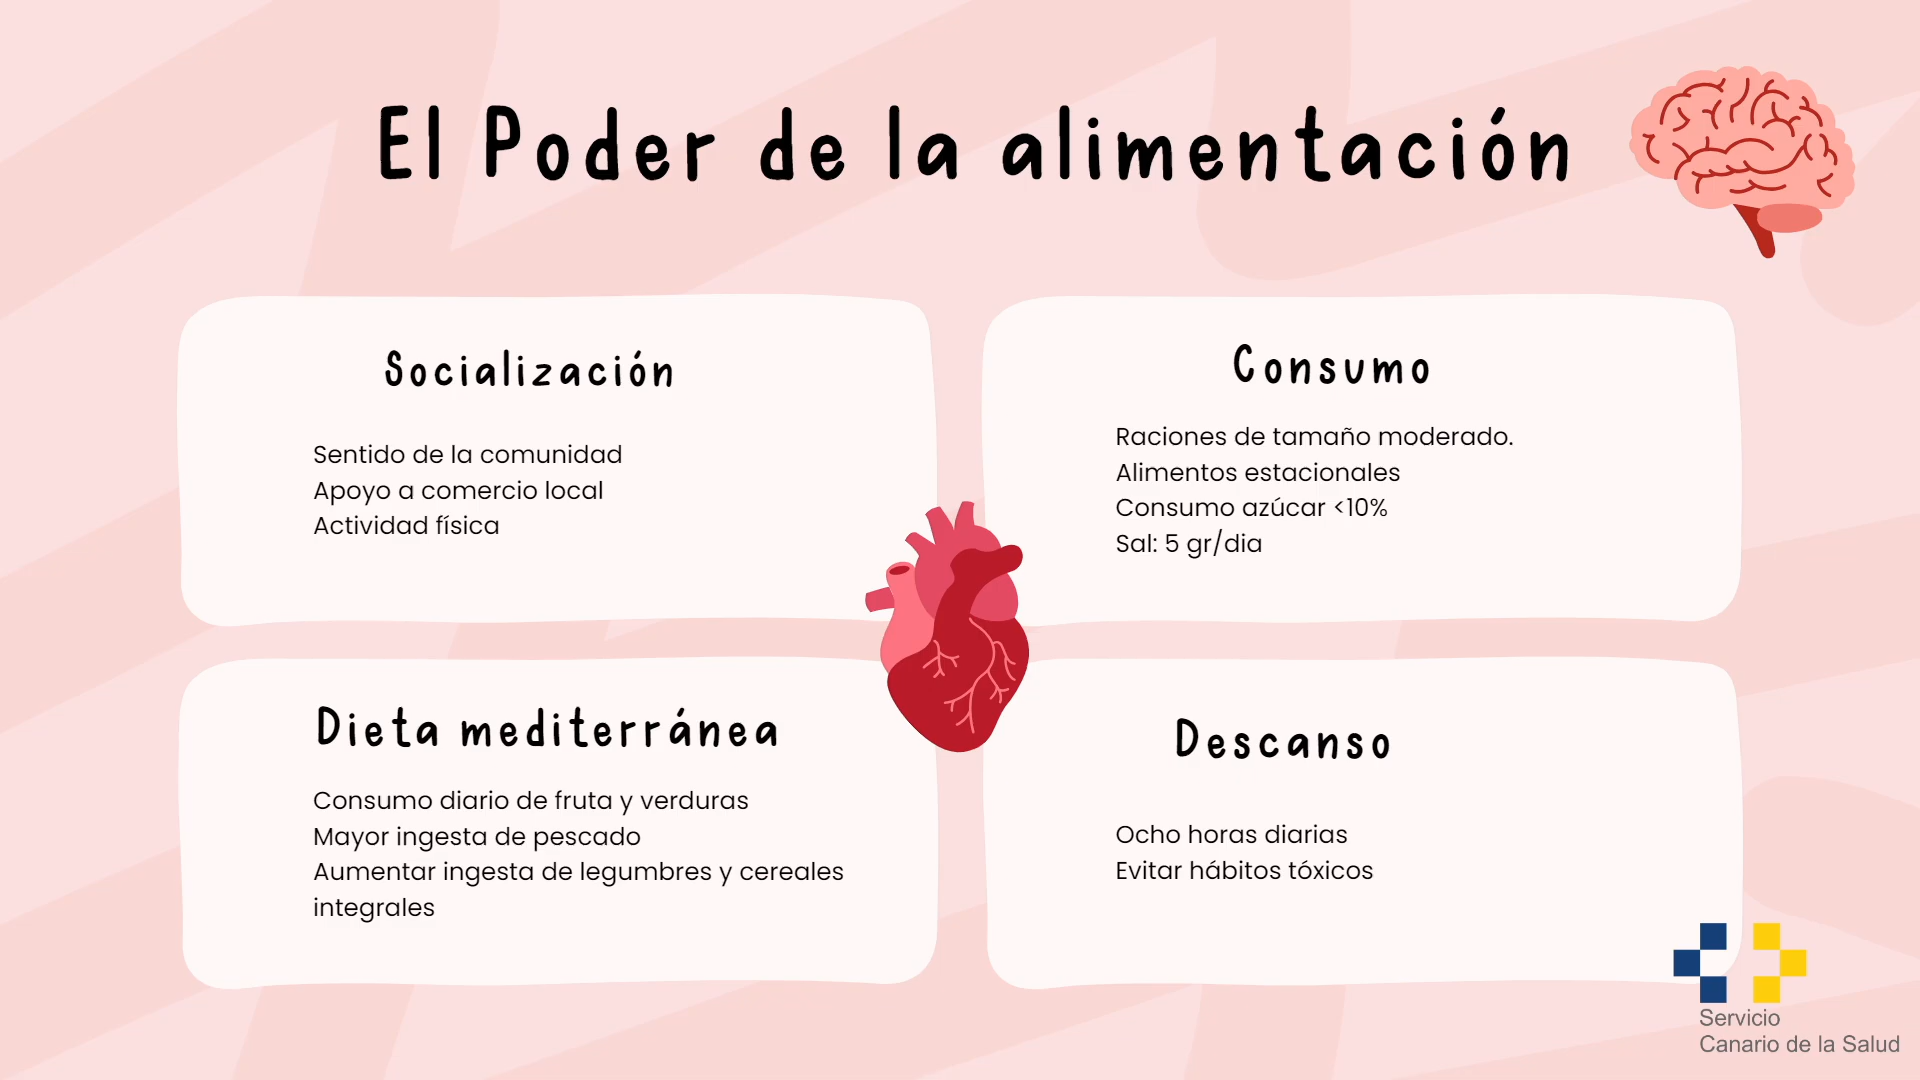 El Poder de la alimentación
Socialización
Sentido de la comunidad
Apoyo a comercio local
Actividad física
Consumo
Raciones de tamaño moderado.
Alimentos estacionales
Consumo azúcar <10%
Sal: 5 gr/dia
Dieta mediterránea
Consumo diario de fruta y verduras
Mayor ingesta de pescado
Aumentar ingesta de legumbres y cereales
integrales
Descanso
Ocho horas diarias
Evitar hábitos tóxicos
Servicio
Canario de la Salud